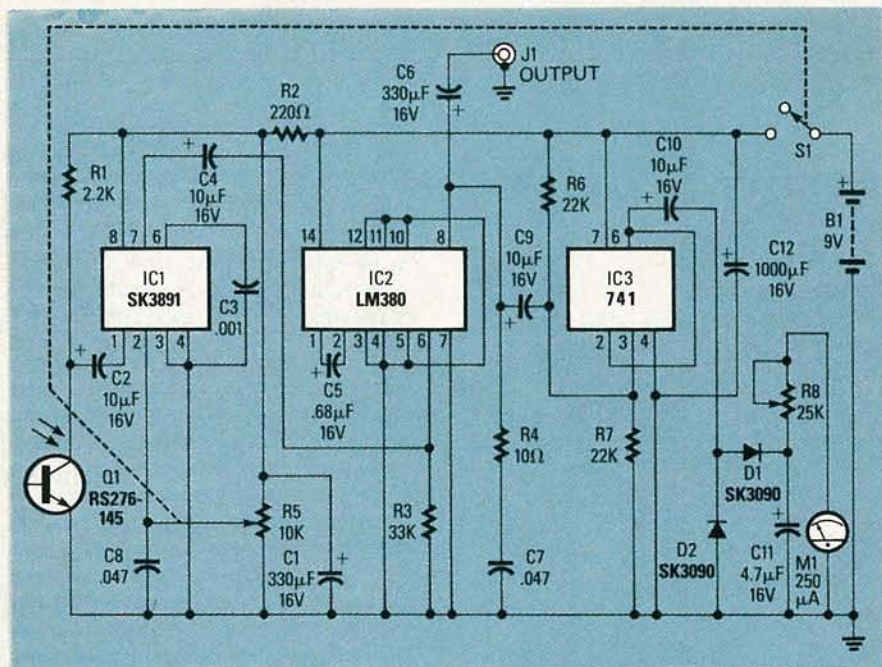 J1
OUTPUT
C6
330µF
16V
R2
220Ω
S1
R1
2.2K
C4
10µF
16V
C10
10µF
16V
R6
22K
B1
9V
8 7 6
14 12 11 10 8
7 6
C9
10µF
16V
C12
1000µF
16V
IC1
SK3891
IC2
LM380
IC3
741
C3
.001
1 2 3 4
1 2 3 4 5 6 7
2 3 4
C2
10µF
16V
C5
.68µF
16V
R8
25K
R4
10Ω
R7
22K
D1
SK3090
Q1
RS276-
145
R5
10K
R3
33K
D2
SK3090
C11
4.7µF
16V
M1
250
µA
C8
.047
C1
330µF
16V
C7
.047